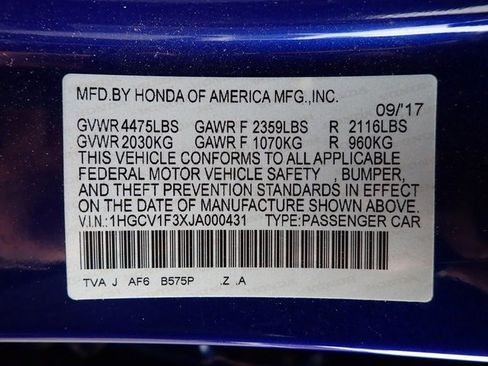 MFD.BY HONDA OF AMERICA MFG.,INC.
09/'17
GVWR 4475LBS GAWR F 2359LBS R 2116LBS
GVWR 2030KG GAWR F 1070KG R 960KG
THIS VEHICLE CONFORMS TO ALL APPLICABLE
FEDERAL MOTOR VEHICLE SAFETY , BUMPER,
AND THEFT PREVENTION STANDARDS IN EFFECT
ON THE DATE OF MANUFACTURE SHOWN ABOVE.
V.I.N.:1HGCV1F3XJA000431 TYPE:PASSENGER CAR
TVA J AF6 B575P .Z .A